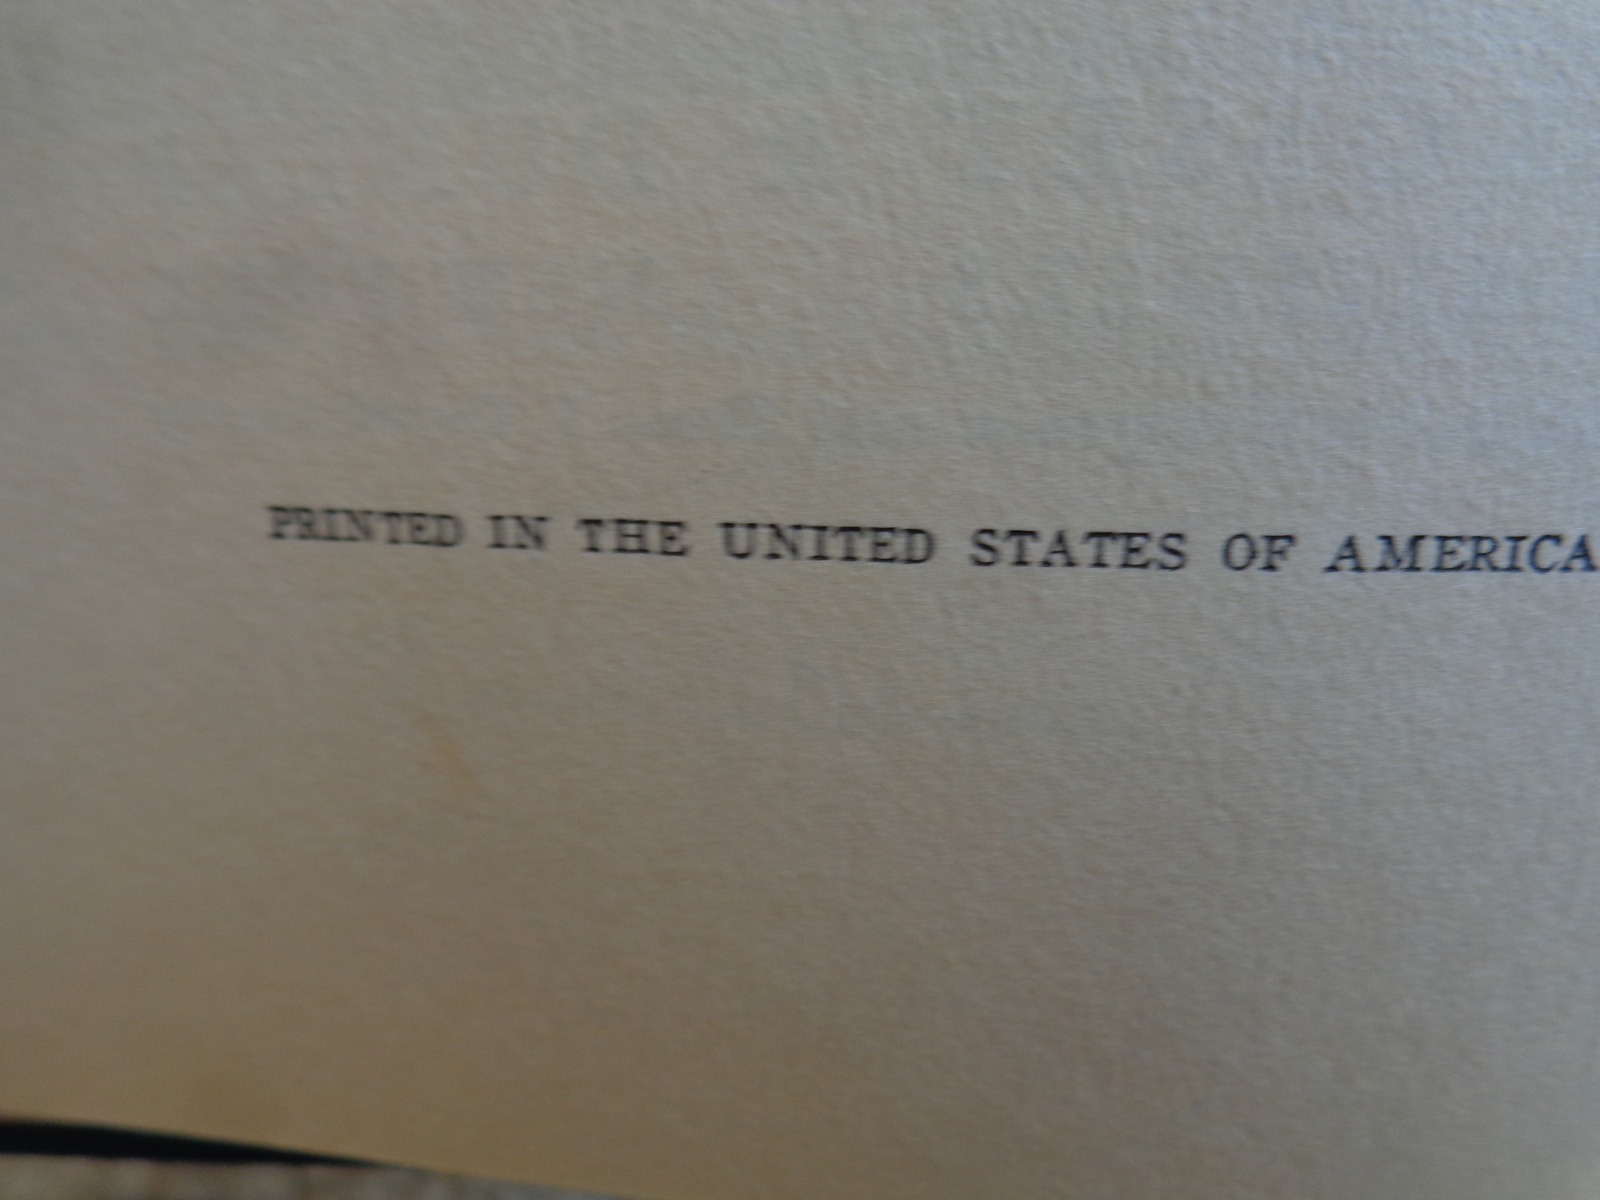 PRINTED IN THE UNITED STATES OF AMERICA